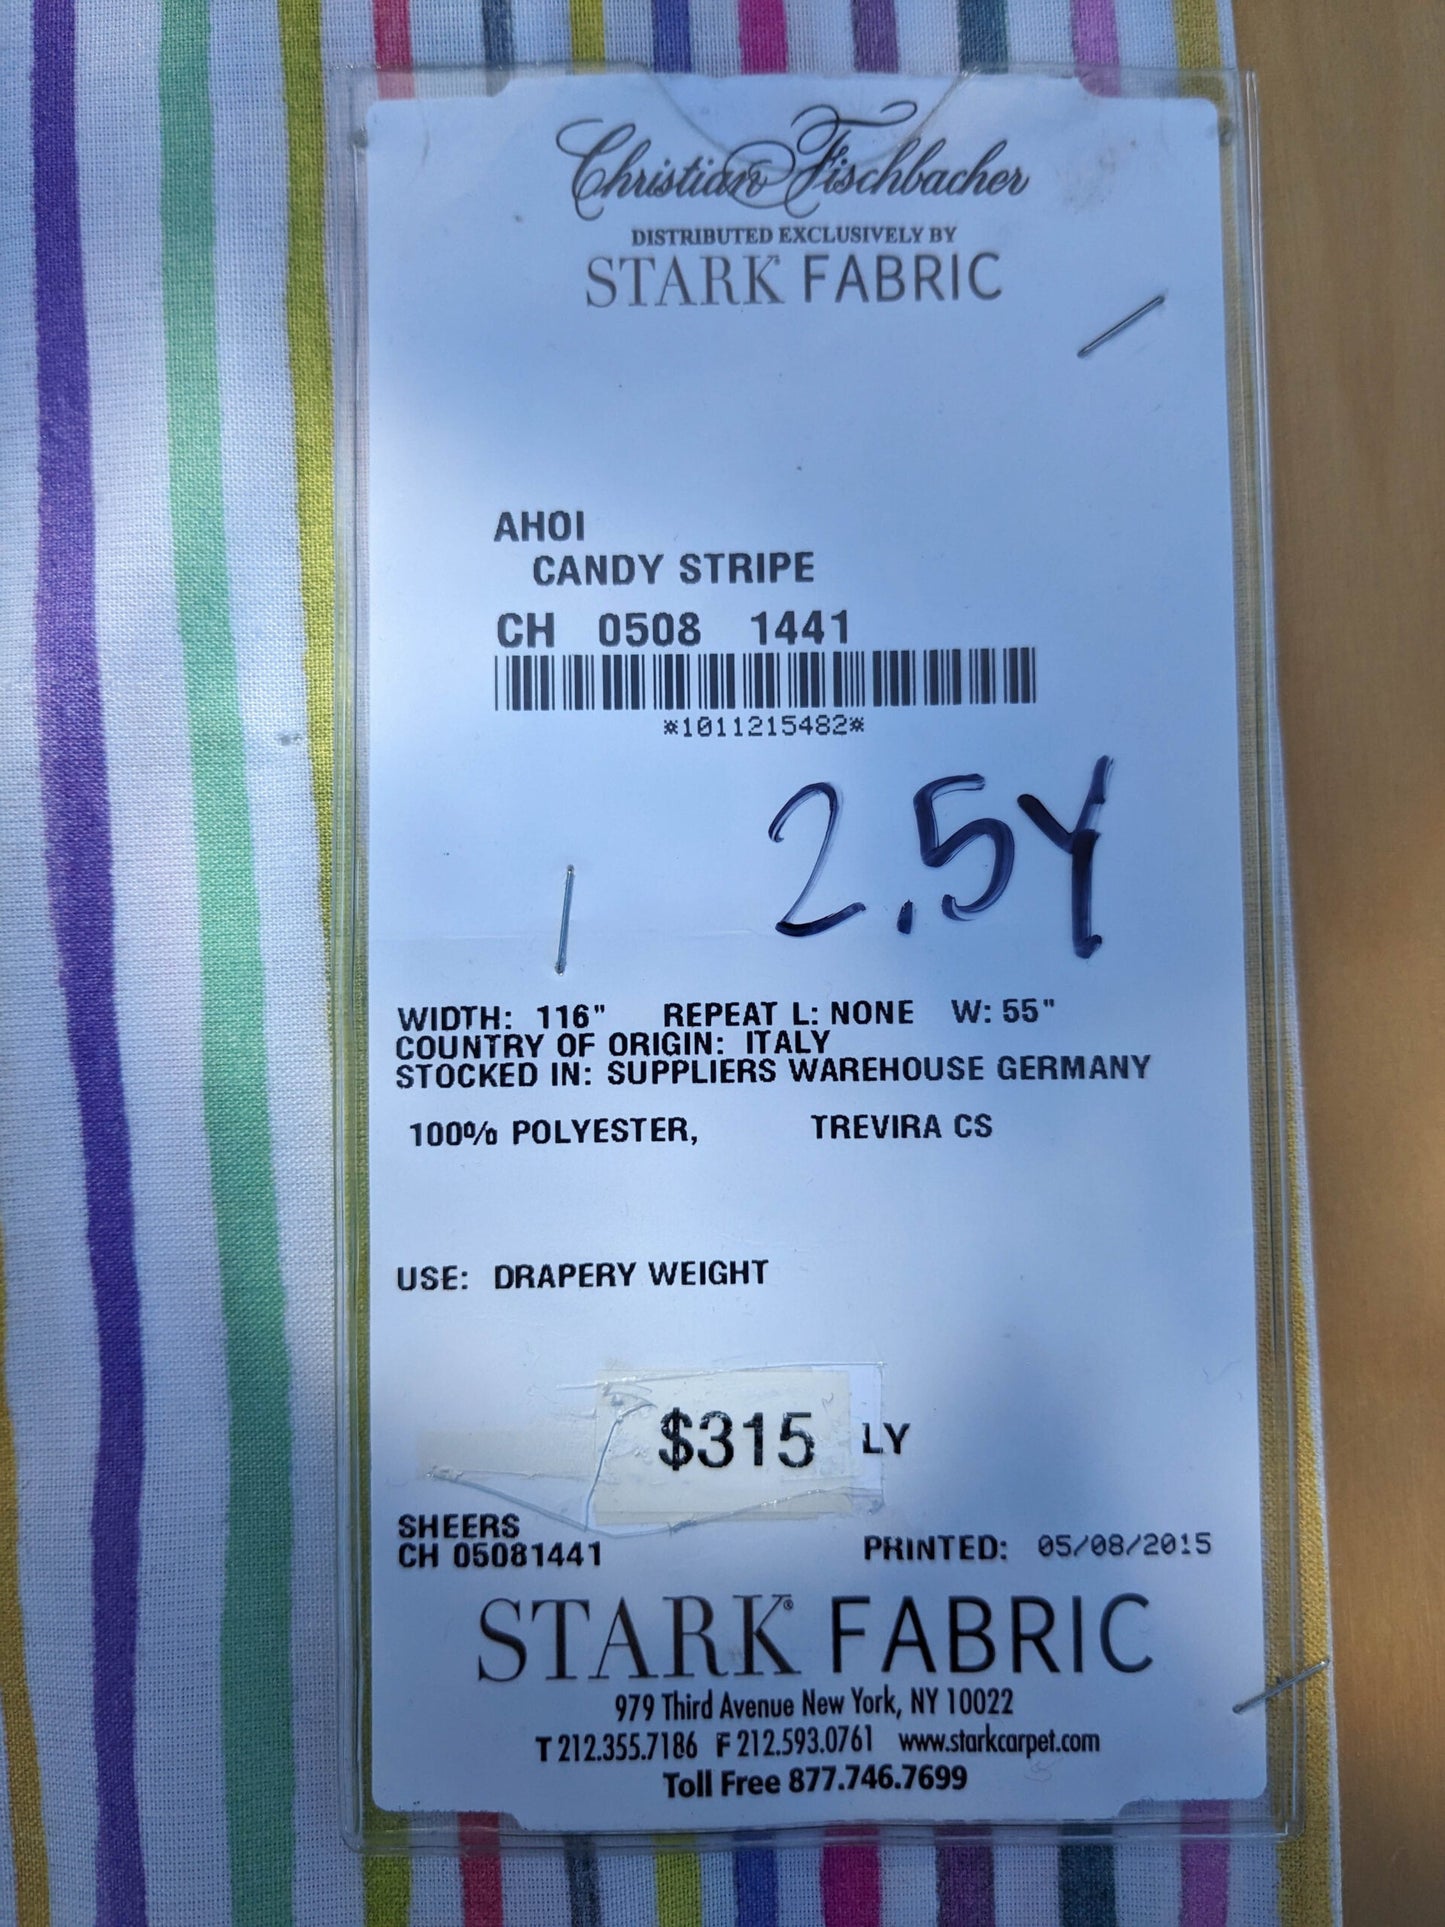 Christian Fischbacher
DISTRIBUTED EXCLUSIVELY BY
STARK® FABRIC
AHOI
CANDY STRIPE
CH 0508 1441
*1011215482*
2.5Y
WIDTH: 116" REPEAT L: NONE W: 55"
COUNTRY OF ORIGIN: ITALY
STOCKED IN: SUPPLIERS WAREHOUSE GERMANY
100% POLYESTER, TREVIRA CS
USE: DRAPERY WEIGHT
$315 LY
SHEERS
CH 05081441 PRINTED: 05/08/2015
STARK® FABRIC
979 Third Avenue New York, NY 10022
T 212.355.7186 F 212.593.0761 www.starkcarpet.com
Toll Free 877.746.7699